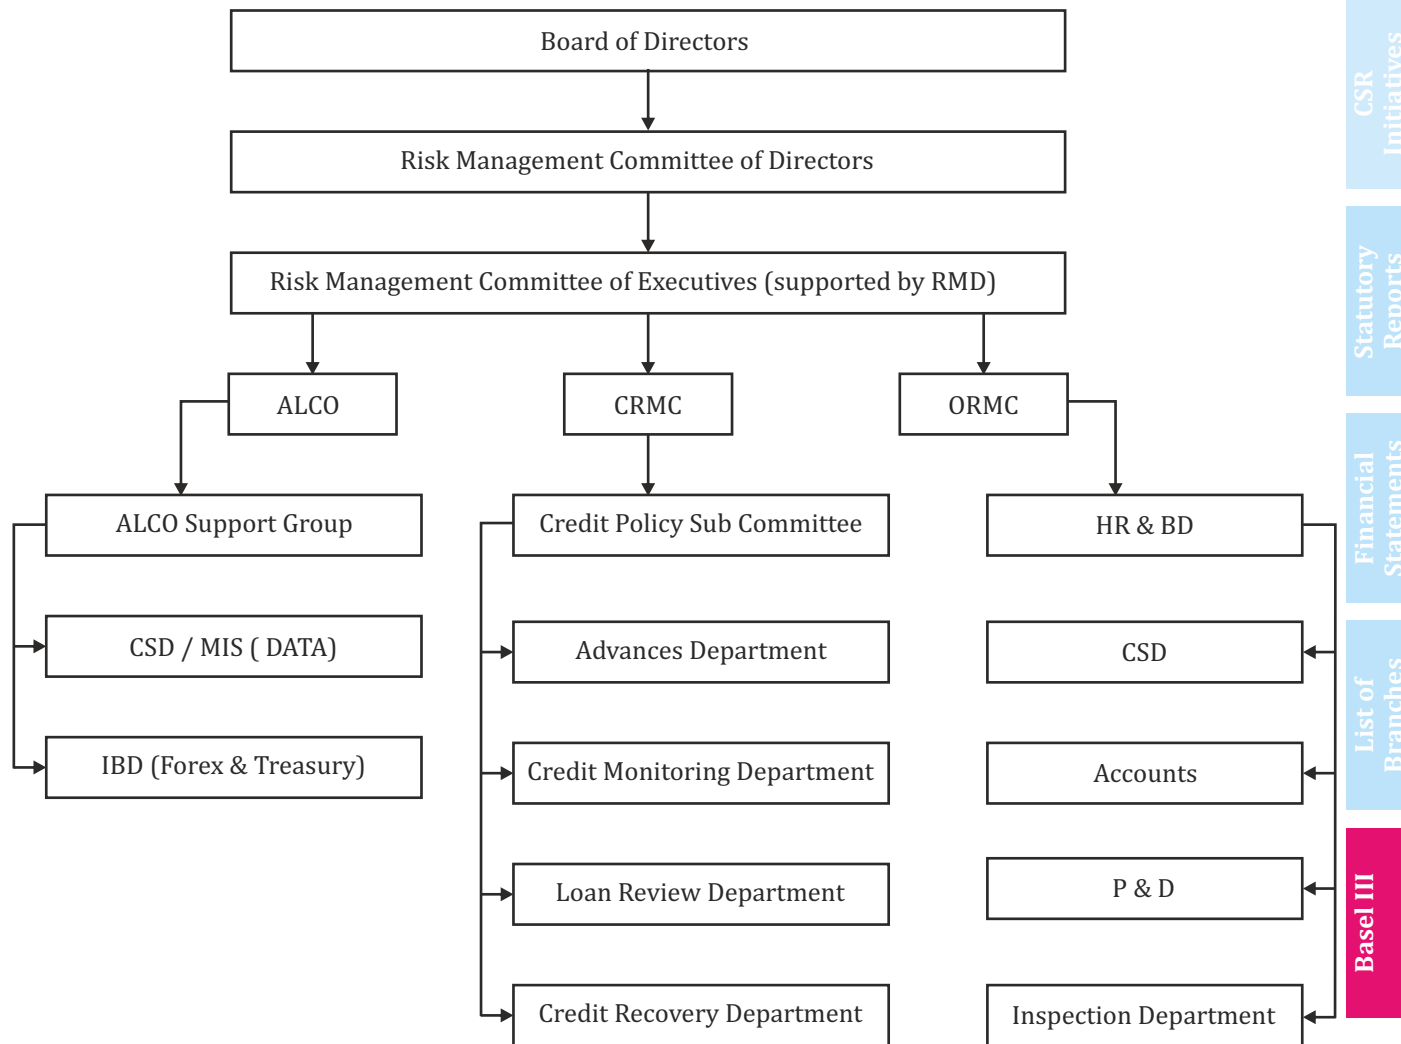 Board of Directors
Risk Management Committee of Directors
Risk Management Committee of Executives (supported by RMD)
ALCO
CRMC
ORMC
ALCO Support Group
Credit Policy Sub Committee
HR & BD
CSD / MIS ( DATA)
Advances Department
CSD
IBD (Forex & Treasury)
Credit Monitoring Department
Accounts
Loan Review Department
P & D
Credit Recovery Department
Inspection Department
CSR
Initiatives
Statutory
Reports
Financial
Statements
List of
Branches
Basel III